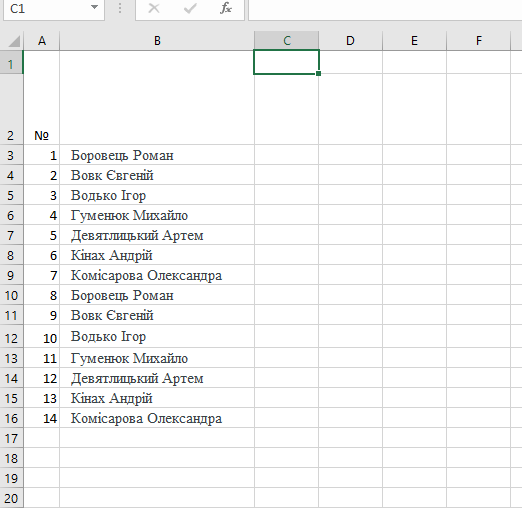 C1 fx
A B C D E F
1
2 №
3 1 Боровець Роман
4 2 Вовк Євгеній
5 3 Водько Ігор
6 4 Гуменюк Михайло
7 5 Девятлицький Артем
8 6 Кінах Андрій
9 7 Комісарова Олександра
10 8 Боровець Роман
11 9 Вовк Євгеній
12 10 Водько Ігор
13 11 Гуменюк Михайло
14 12 Девятлицький Артем
15 13 Кінах Андрій
16 14 Комісарова Олександра
17
18
19
20